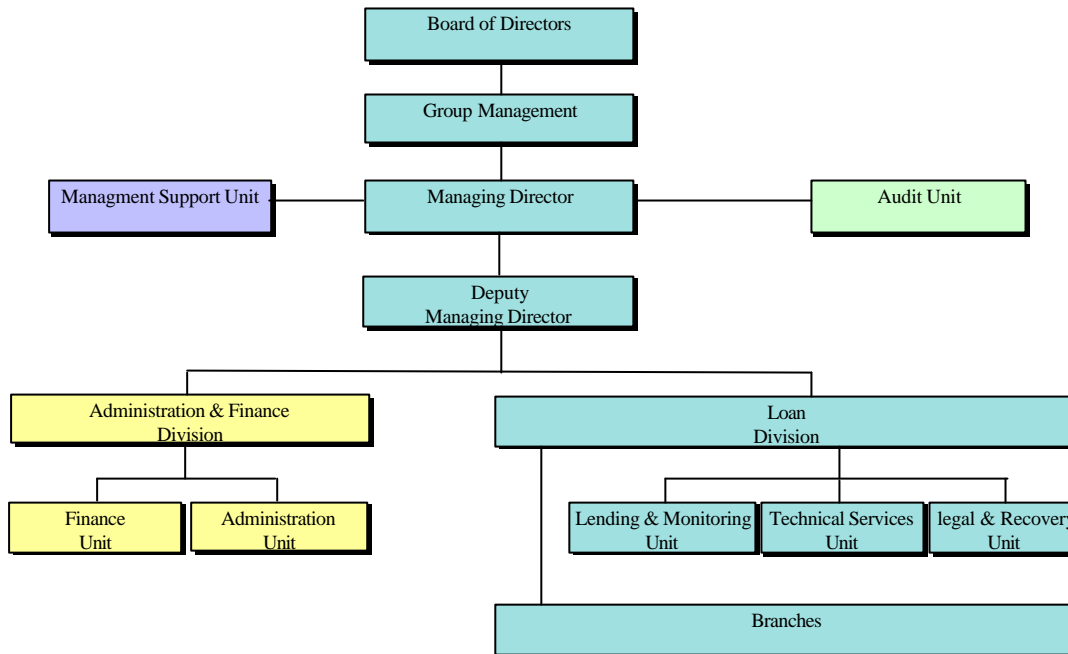 Board of Directors
Group Management
Managment Support Unit
Managing Director
Audit Unit
Deputy
Managing Director
Administration & Finance
Division
Loan
Division
Finance
Unit
Administration
Unit
Lending & Monitoring
Unit
Technical Services
Unit
legal & Recovery
Unit
Branches